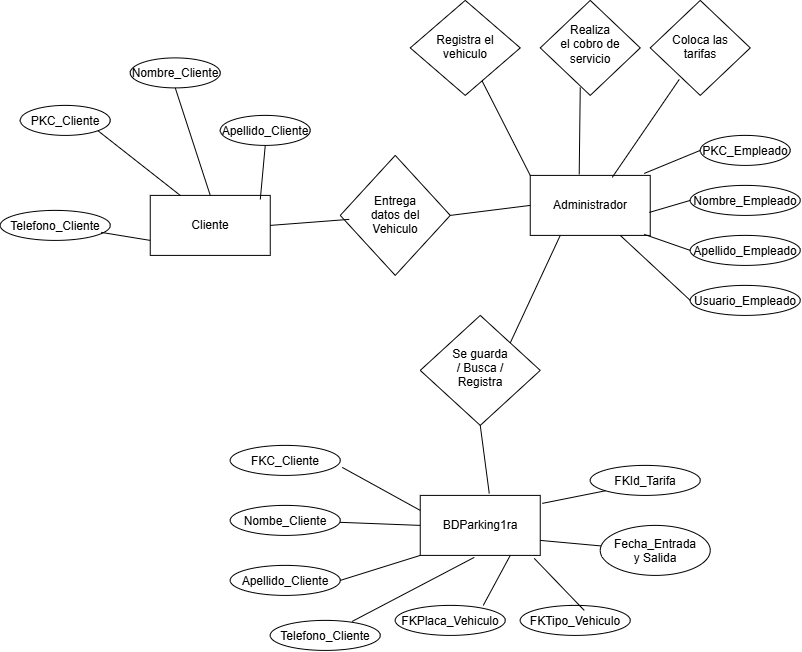 Registra el
vehiculo
Realiza
el cobro de
servicio
Coloca las
tarifas
Nombre_Cliente
PKC_Cliente
Apellido_Cliente
Telefono_Cliente
Cliente
Entrega
datos del
Vehiculo
Administrador
PKC_Empleado
Nombre_Empleado
Apellido_Empleado
Usuario_Empleado
Se guarda
/ Busca /
Registra
FKC_Cliente
Nombe_Cliente
Apellido_Cliente
Telefono_Cliente
BDParking1ra
FKId_Tarifa
Fecha_Entrada
y Salida
FKPlaca_Vehiculo
FKTipo_Vehiculo